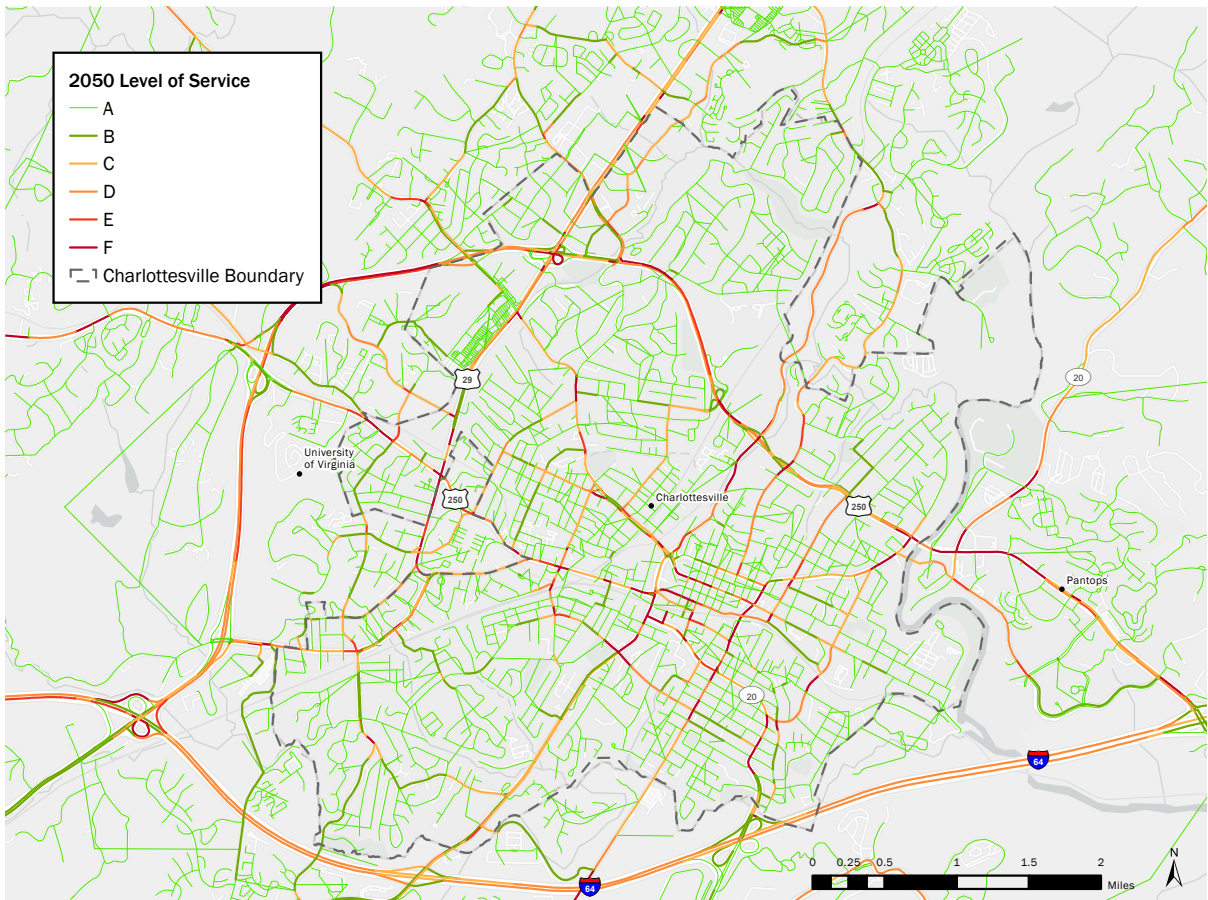 2050 Level of Service
A
B
C
D
E
F
Charlottesville Boundary
29
20
University
of Virginia
250
Charlottesville
250
Pantops
20
64
64
0 0.25 0.5 1 1.5 2
Miles
N